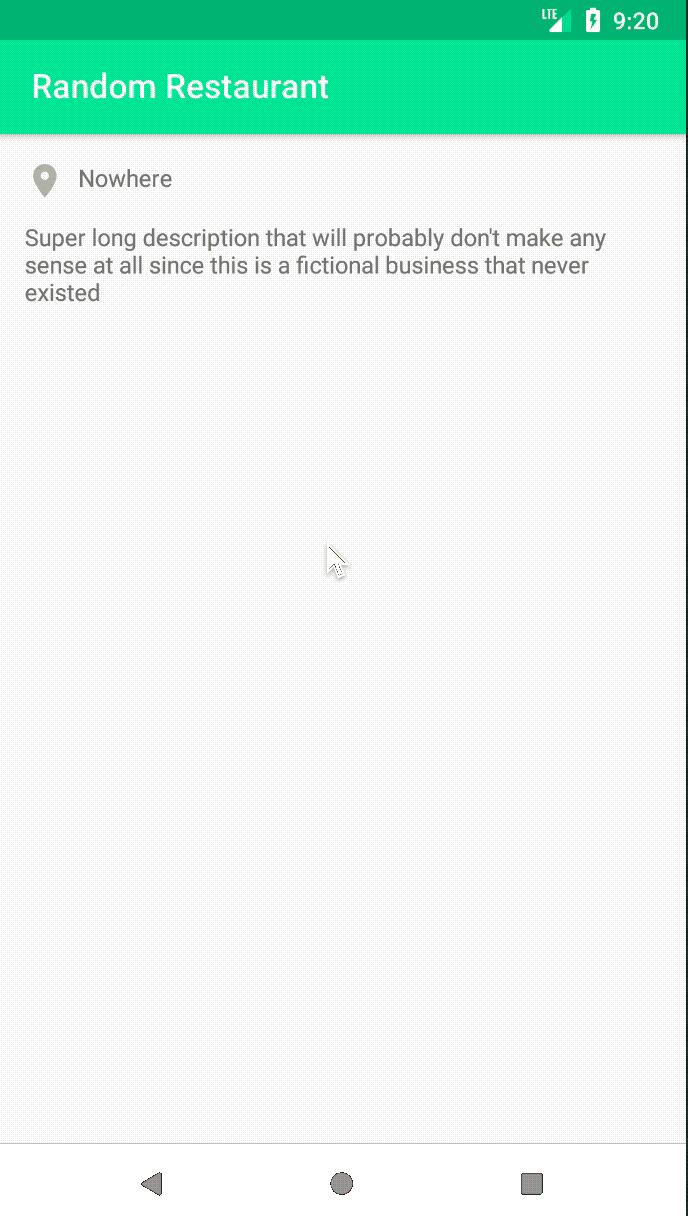 LTE 9:20
Random Restaurant
Nowhere
Super long description that will probably don't make any
sense at all since this is a fictional business that never
existed